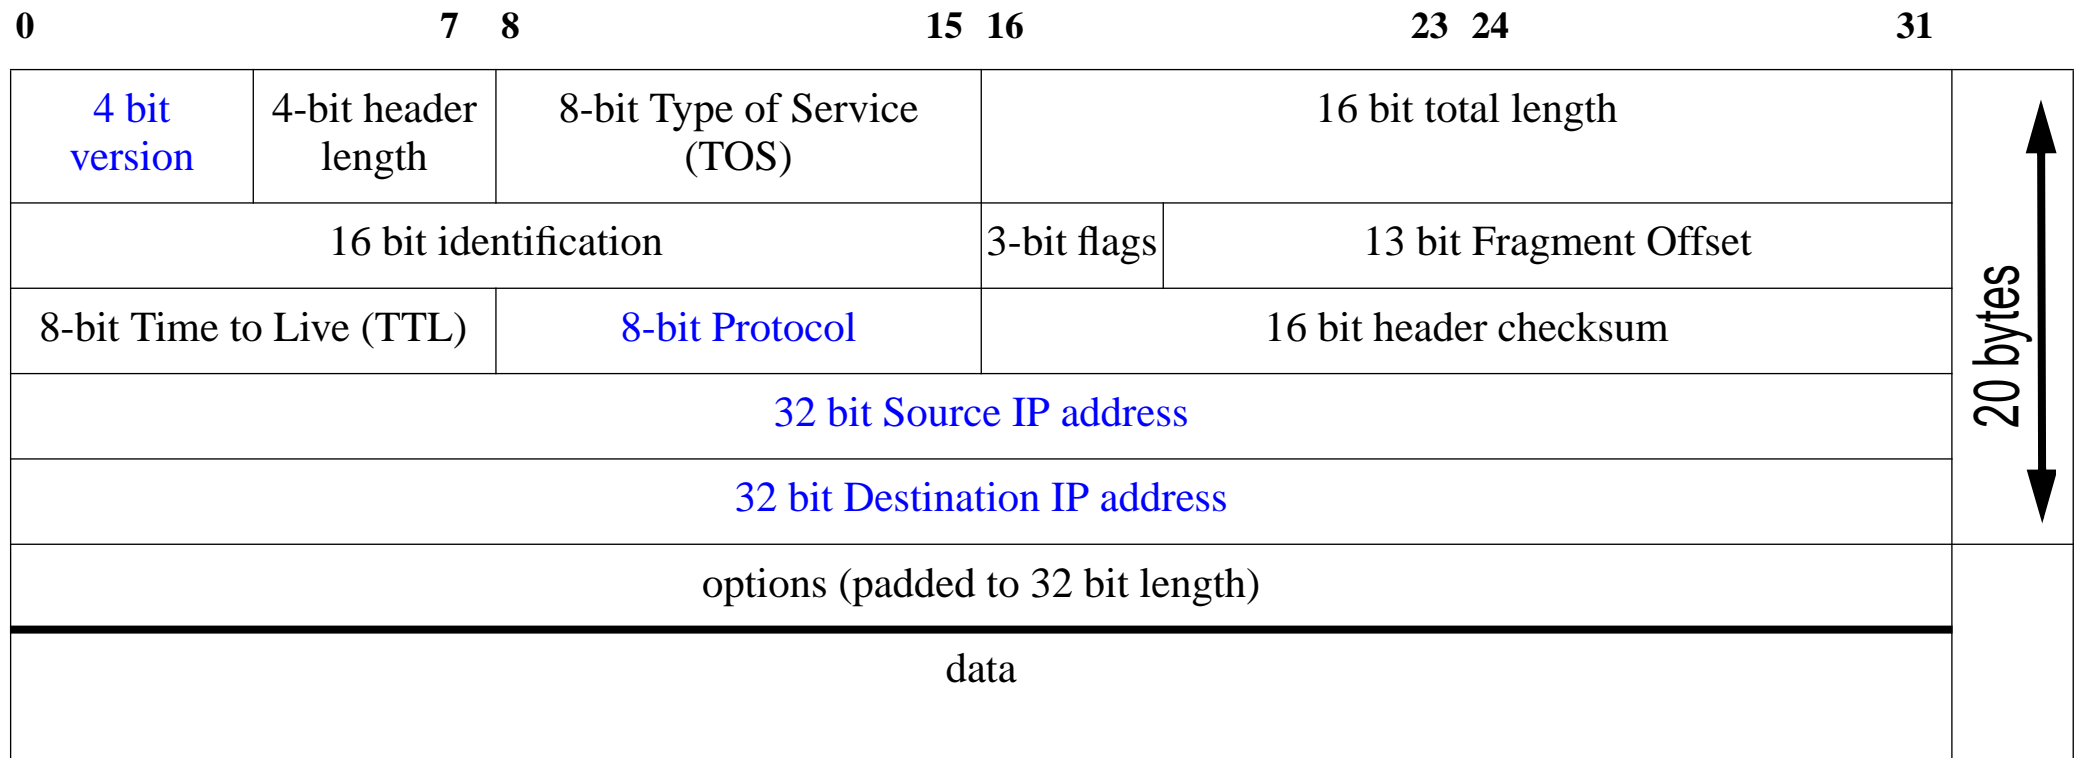 0 7 8 15 16 23 24 31
4 bit version
4-bit header length
8-bit Type of Service (TOS)
16 bit total length
16 bit identification
3-bit flags
13 bit Fragment Offset
8-bit Time to Live (TTL)
8-bit Protocol
16 bit header checksum
32 bit Source IP address
32 bit Destination IP address
20 bytes
options (padded to 32 bit length)
data